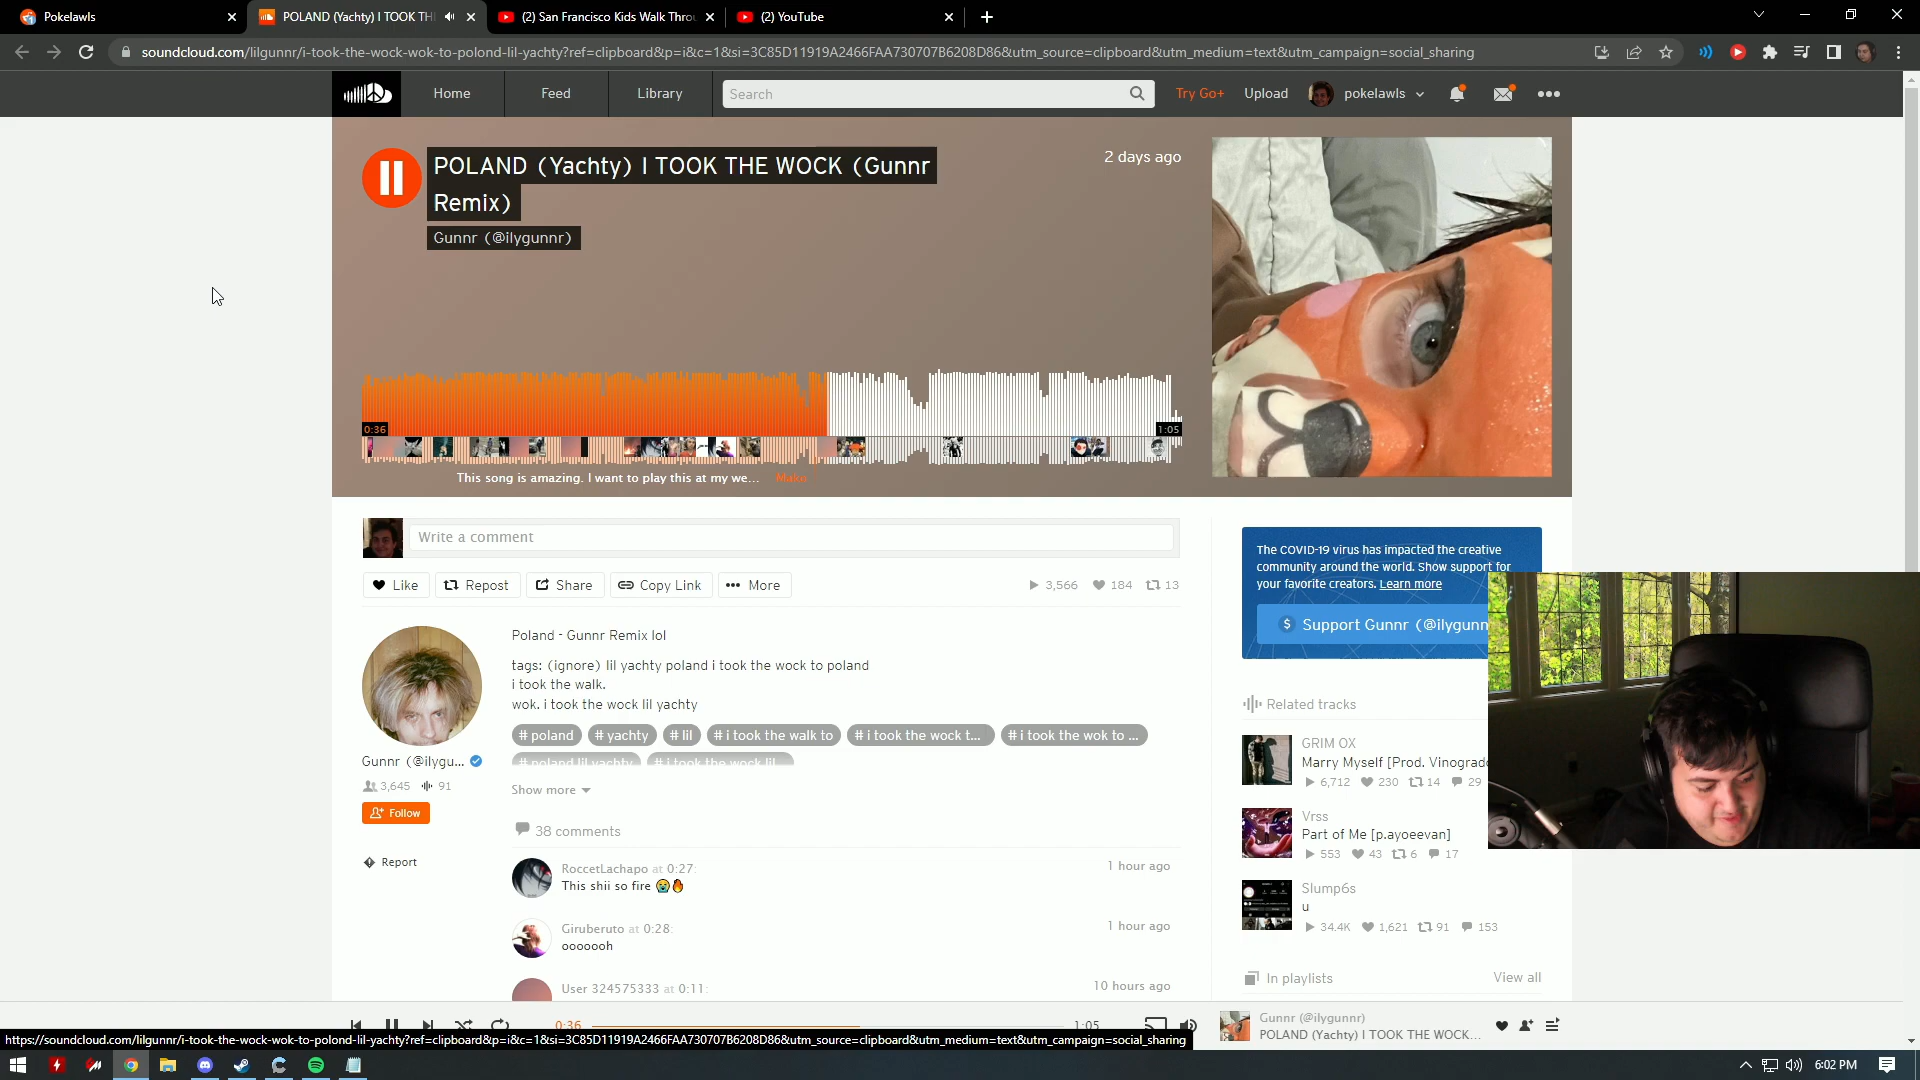 Pokelawls
POLAND (Yachty) I TOOK TH
(2) San Francisco Kids Walk Thro
(2) YouTube
soundcloud.com/lilgunnr/i-took-the-wock-wok-to-polond-lil-yachty?ref=clipboard&p=i&c=1&si=3C85D11919A2466FAA730707B6208D86&utm_source=clipboard&utm_medium=text&utm_campaign=social_sharing
Home
Feed
Library
Search
Try Go+
Upload
pokelawls
POLAND (Yachty) I TOOK THE WOCK (Gunnr
Remix)
Gunnr (@ilygunnr)
2 days ago
0:36
1:05
This song is amazing. I want to play this at my we...
Write a comment
Like
Repost
Share
Copy Link
More
3,566
184
13
The COVID-19 virus has impacted the creative
community around the world. Show support for
your favorite creators. Learn more
$ Support Gunnr (@ilygunn
Poland - Gunnr Remix lol
tags: (ignore) lil yachty poland i took the wock to poland
i took the walk.
wok. i took the wock lil yachty
# poland
# yachty
# lil
# i took the walk to
# i took the wock t...
# i took the wok to ...
# poland lil yachty
# i took the wock lil
Show more
Gunnr (@ilygu...
3,645
91
Follow
Report
38 comments
RoccetLachapo at 0:27:
This shii so fire 😭🔥
1 hour ago
Giruberuto at 0:28:
ooooooh
1 hour ago
User 324575333 at 0:11:
10 hours ago
Related tracks
GRIM OX
Marry Myself [Prod. Vinograd
6,712
230
14
29
Vrss
Part of Me [p.ayoeevan]
553
43
6
17
Slump6s
u
34.4K
1,621
91
153
In playlists
View all
0:36
1:05
Gunnr (@ilygunnr)
POLAND (Yachty) I TOOK THE WOCK...
https://soundcloud.com/lilgunnr/i-took-the-wock-wok-to-polond-lil-yachty?ref=clipboard&p=i&c=1&si=3C85D11919A2466FAA730707B6208D86&utm_source=clipboard&utm_medium=text&utm_campaign=social_sharing
6:02 PM